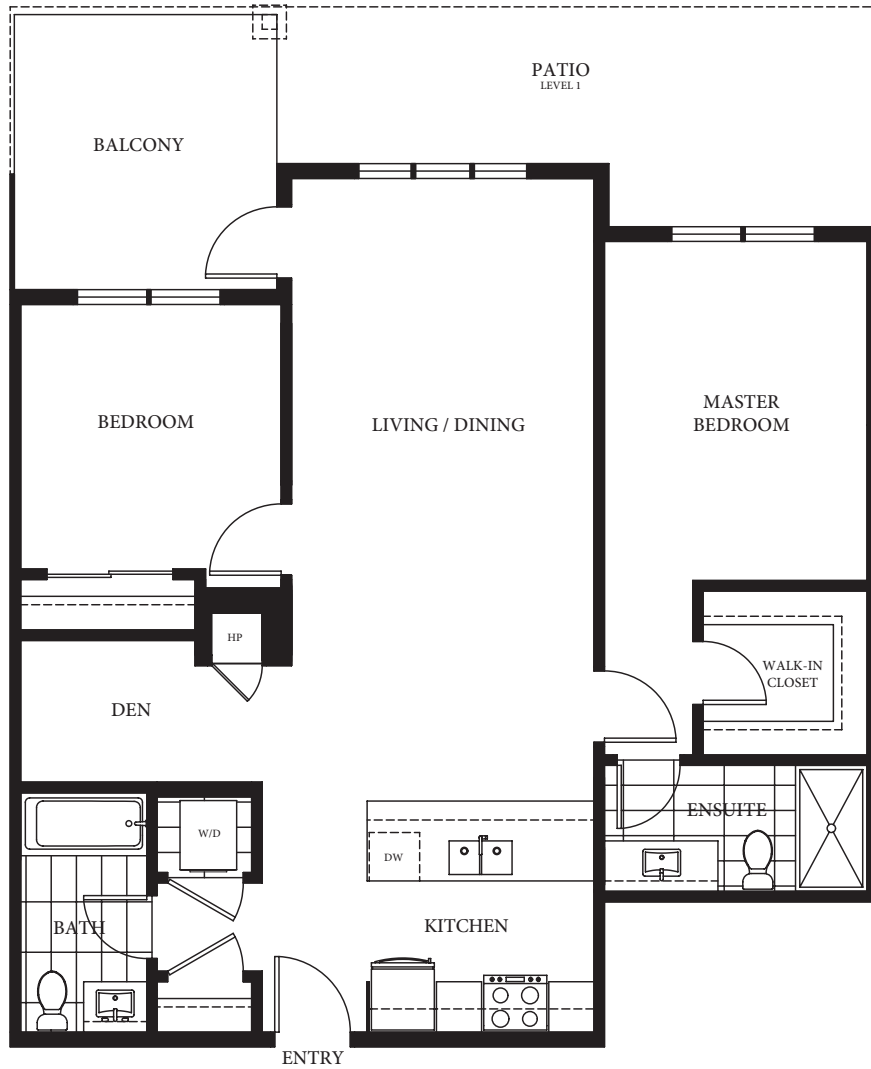 PATIO
LEVEL 1
BALCONY
BEDROOM
LIVING / DINING
MASTER
BEDROOM
HP
WALK-IN
CLOSET
DEN
ENSUITE
W/D
DW
BATH
KITCHEN
ENTRY